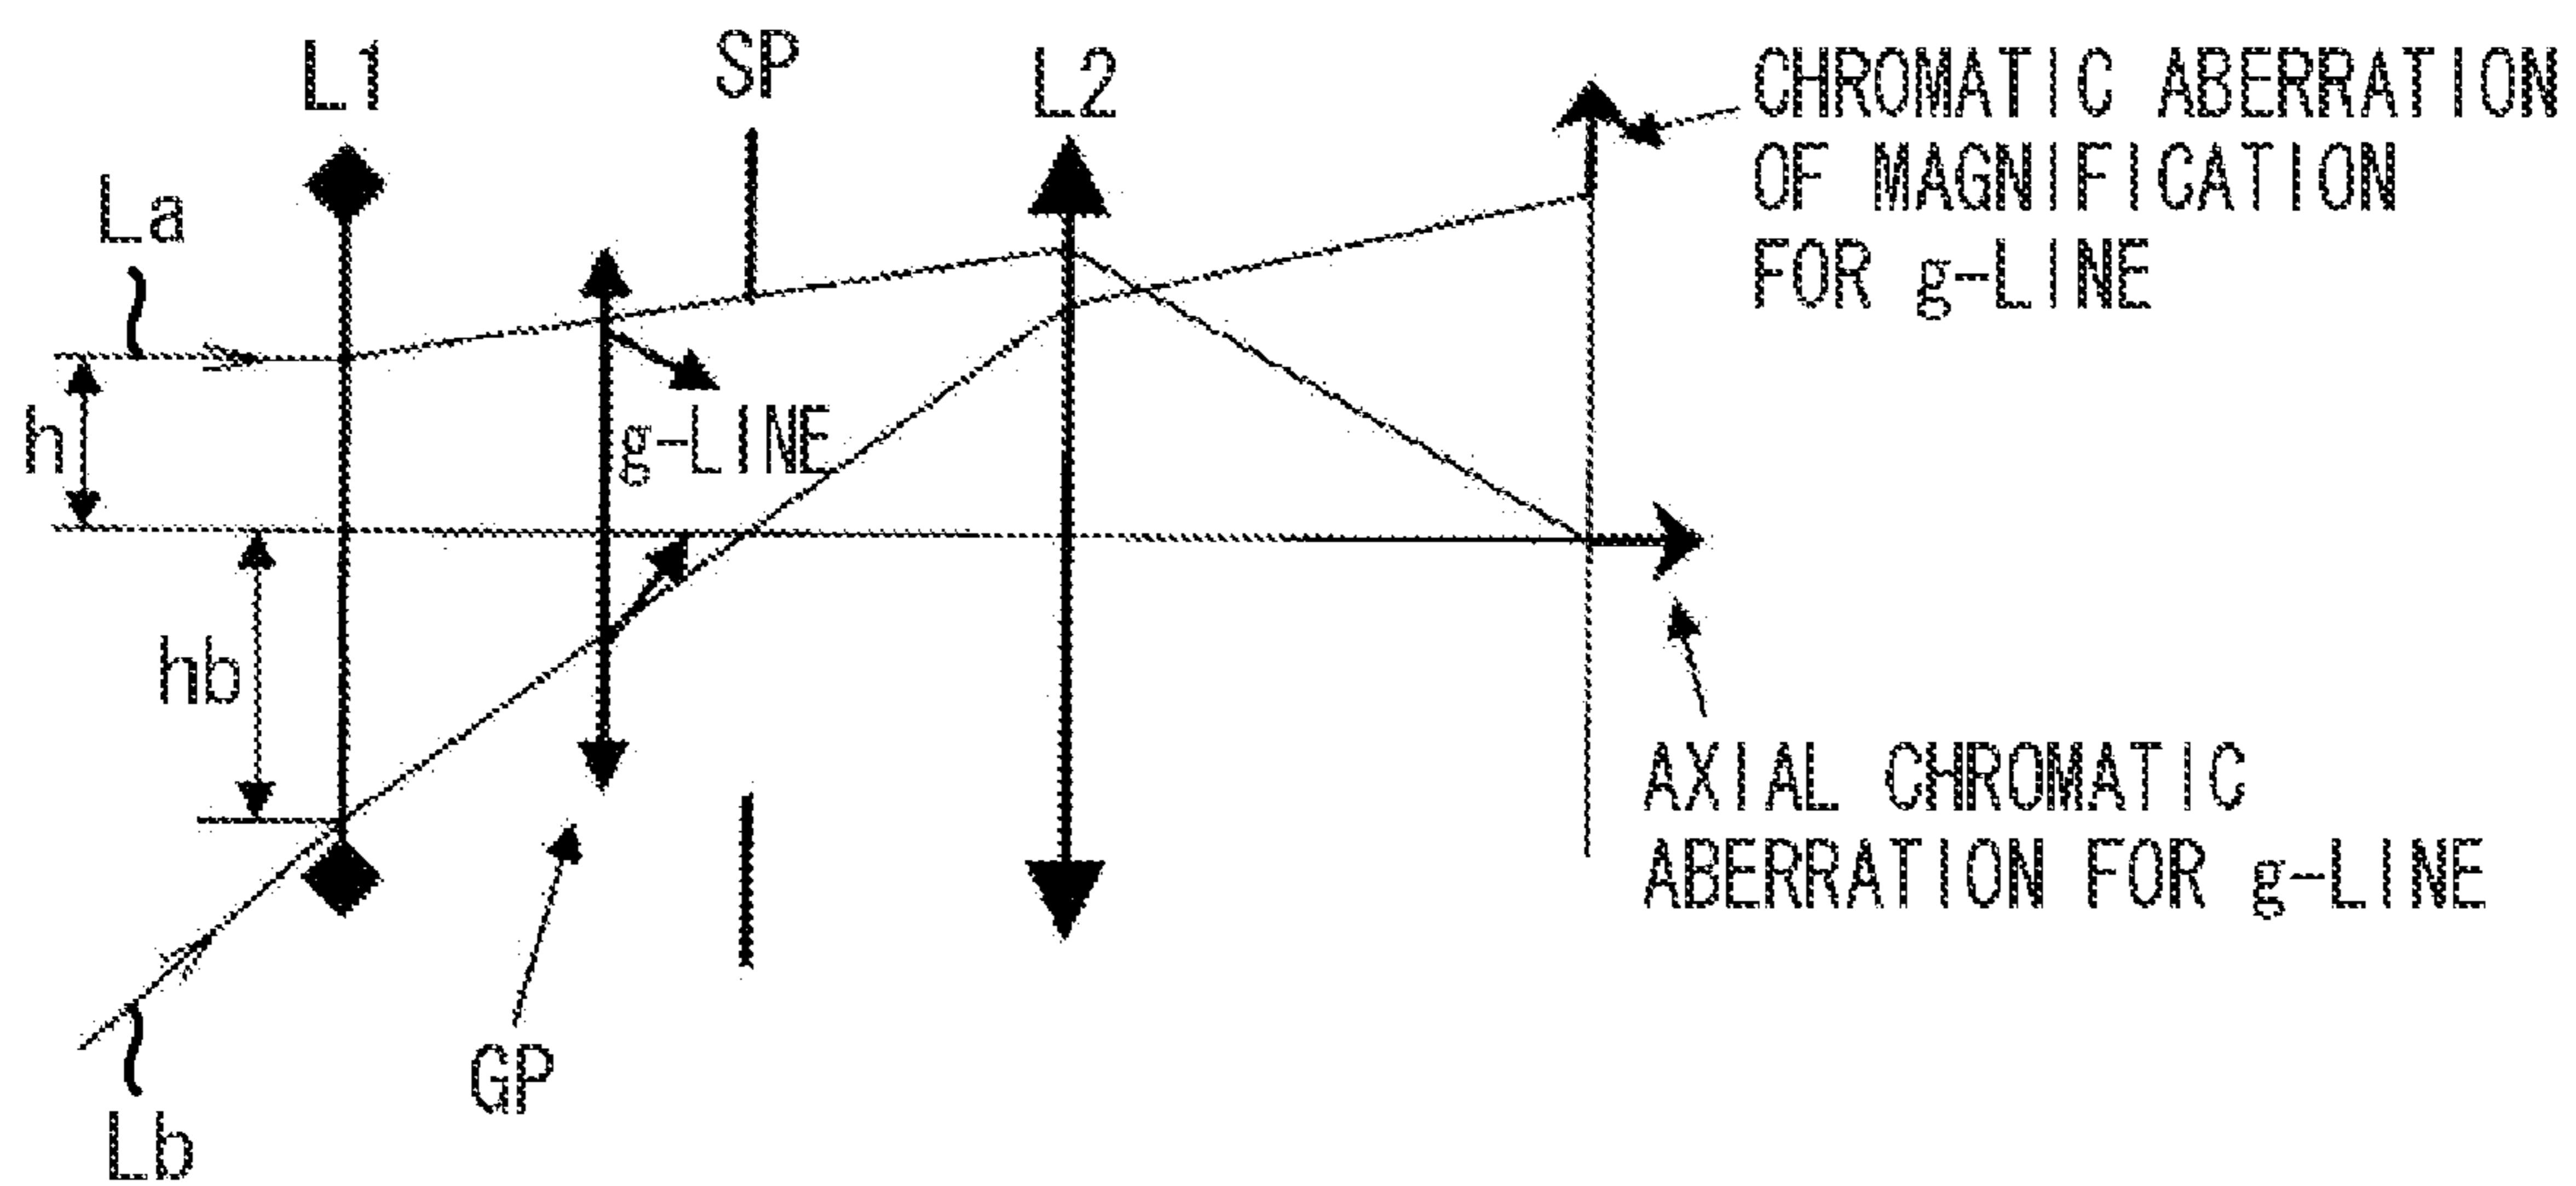 L1
SP
L2
CHROMATIC ABERRATION
OF MAGNIFICATION
FOR g-LINE
La
h
g-LINE
hb
AXIAL CHROMATIC
ABERRATION FOR g-LINE
GP
Lb